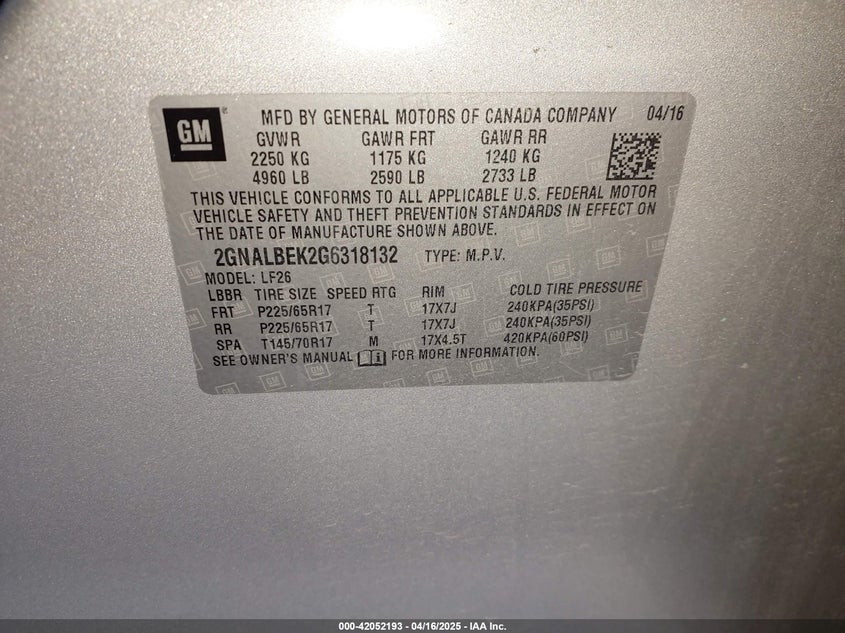 GM ® MFD BY GENERAL MOTORS OF CANADA COMPANY 04/16
GVWR GAWR FRT GAWR RR
2250 KG 1175 KG 1240 KG
4960 LB 2590 LB 2733 LB
THIS VEHICLE CONFORMS TO ALL APPLICABLE U.S. FEDERAL MOTOR
VEHICLE SAFETY AND THEFT PREVENTION STANDARDS IN EFFECT ON
THE DATE OF MANUFACTURE SHOWN ABOVE.
2GNALBEK2G6318132 TYPE: M.P.V.
MODEL: LF26
LBBR TIRE SIZE SPEED RTG RIM COLD TIRE PRESSURE
FRT P225/65R17 T 17X7J 240KPA(35PSI)
RR P225/65R17 T 17X7J 240KPA(35PSI)
SPA T145/70R17 M 17X4.5T 420KPA(60PSI)
SEE OWNER'S MANUAL FOR MORE INFORMATION.
000-42052193 - 04/16/2025 - IAA Inc.